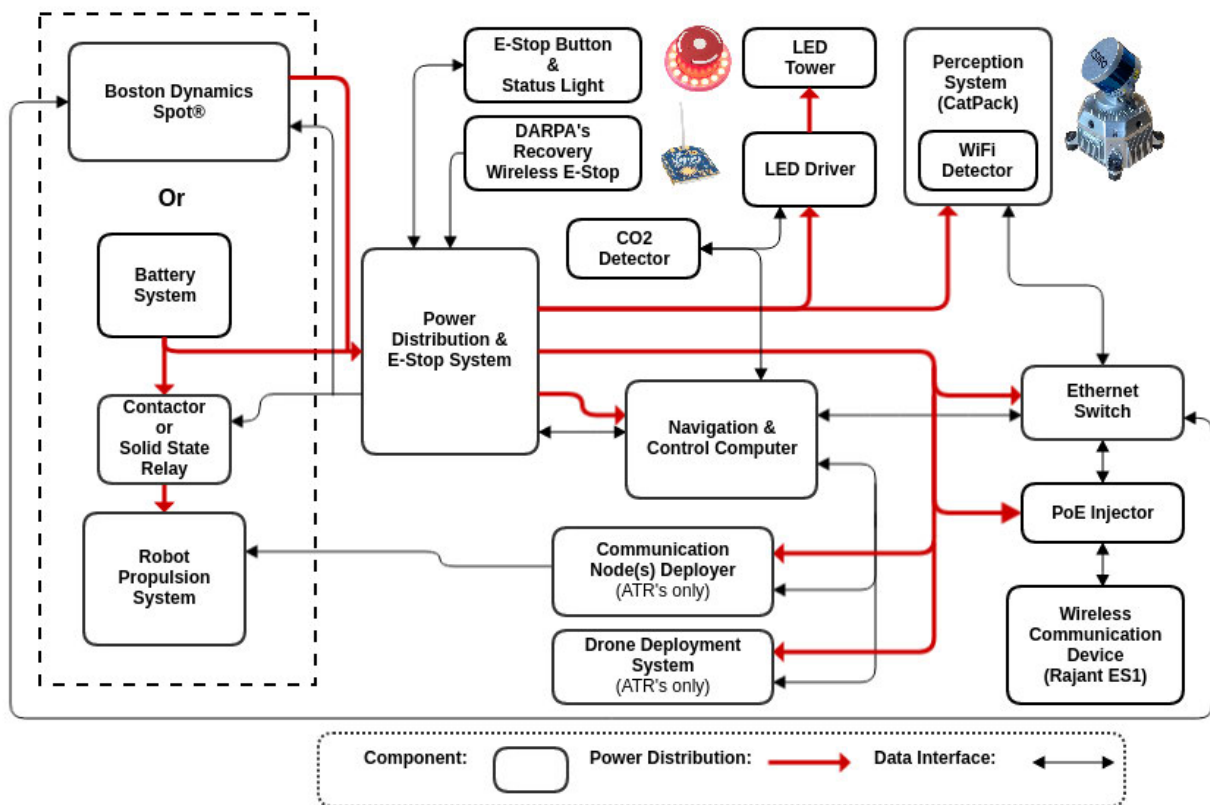 Boston Dynamics
Spot®
Or
Battery
System
Contactor
or
Solid State
Relay
Robot
Propulsion
System
E-Stop Button
&
Status Light
DARPA's
Recovery
Wireless E-Stop
Power
Distribution &
E-Stop System
CO2
Detector
LED
Tower
LED Driver
Perception
System
(CatPack)
WiFi
Detector
CSIRO
Navigation &
Control Computer
Ethernet
Switch
PoE Injector
Wireless
Communication
Device
(Rajant ES1)
Communication
Node(s) Deployer
(ATR's only)
Drone Deployment
System
(ATR's only)
Component:
Power Distribution:
Data Interface: